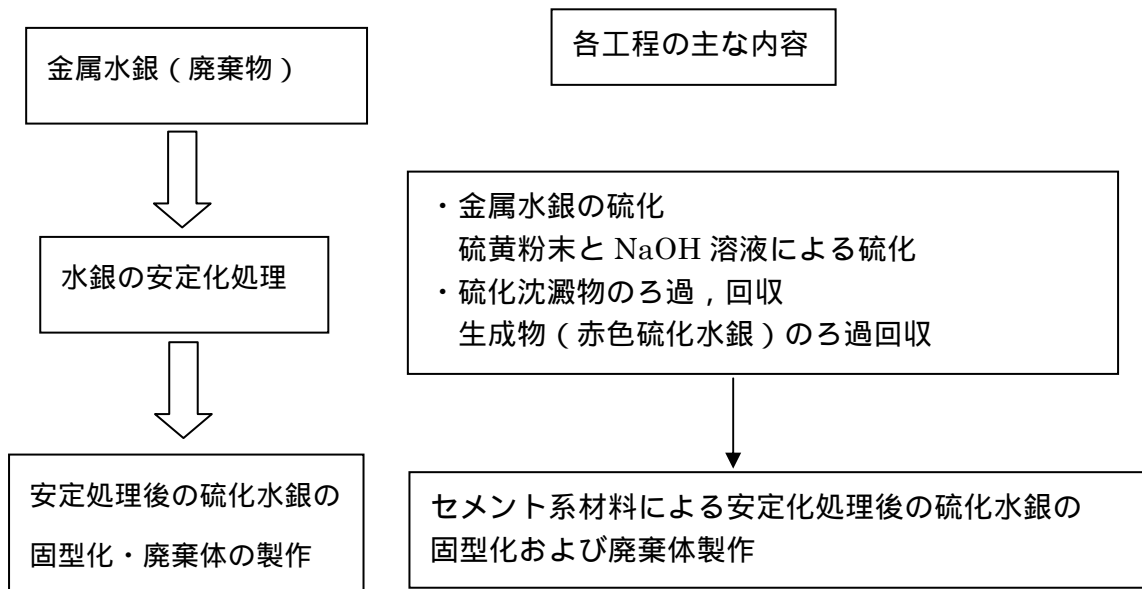 金属水銀（廃棄物）
各工程の主な内容
水銀の安定化処理
・金属水銀の硫化
硫黄粉末と NaOH 溶液による硫化
・硫化沈澱物のろ過，回収
生成物（赤色硫化水銀）のろ過回収
安定処理後の硫化水銀の
固型化・廃棄体の製作
セメント系材料による安定化処理後の硫化水銀の
固型化および廃棄体製作